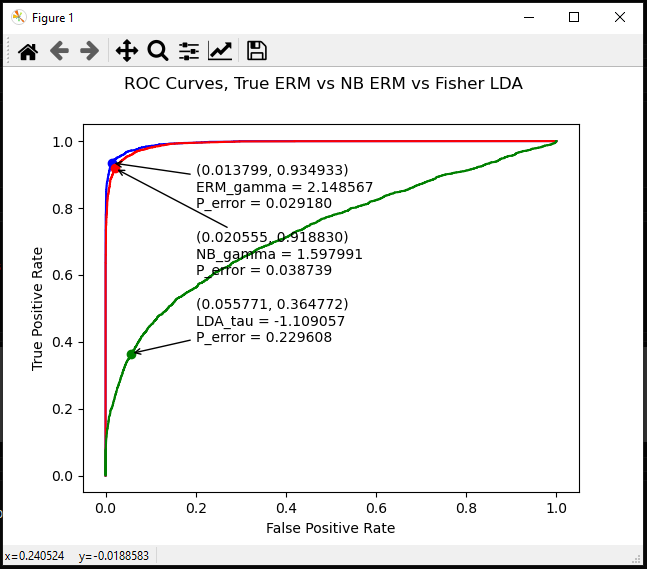 Figure 1
ROC Curves, True ERM vs NB ERM vs Fisher LDA
True Positive Rate
1.0
0.8
0.6
0.4
0.2
0.0
(0.013799, 0.934933)
ERM_gamma = 2.148567
P_error = 0.029180
(0.020555, 0.918830)
NB_gamma = 1.597991
P_error = 0.038739
(0.055771, 0.364772)
LDA_tau = -1.109057
P_error = 0.229608
0.0 0.2 0.4 0.6 0.8 1.0
False Positive Rate
x=0.240524 y=-0.0188583